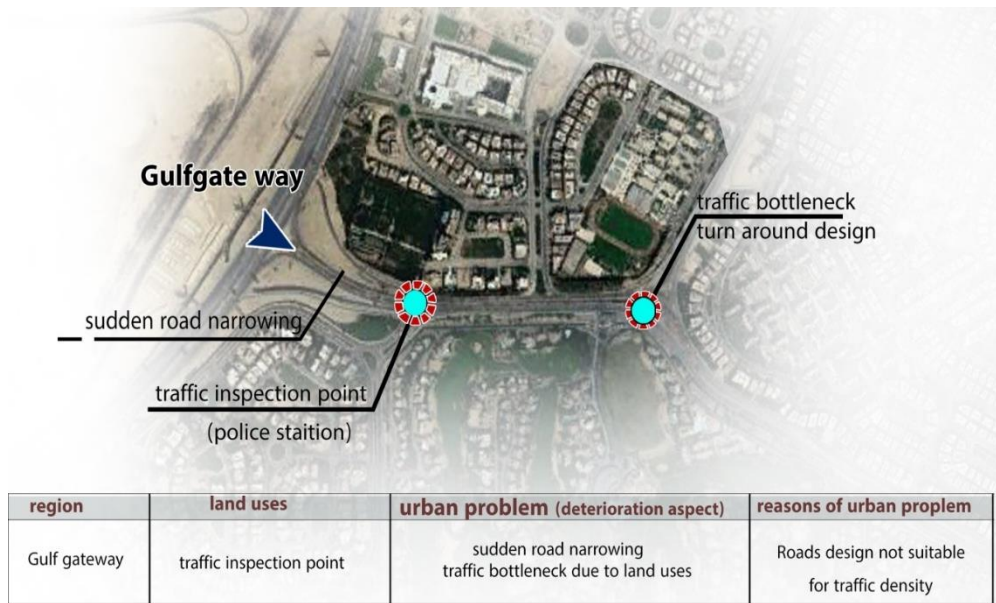 Gulfgate way
traffic bottleneck
turn around design
sudden road narrowing
traffic inspection point
(police staition)
region
land uses
urban problem (deterioration aspect)
reasons of urban proplem
Gulf gateway
traffic inspection point
sudden road narrowing
traffic bottleneck due to land uses
Roads design not suitable
for traffic density